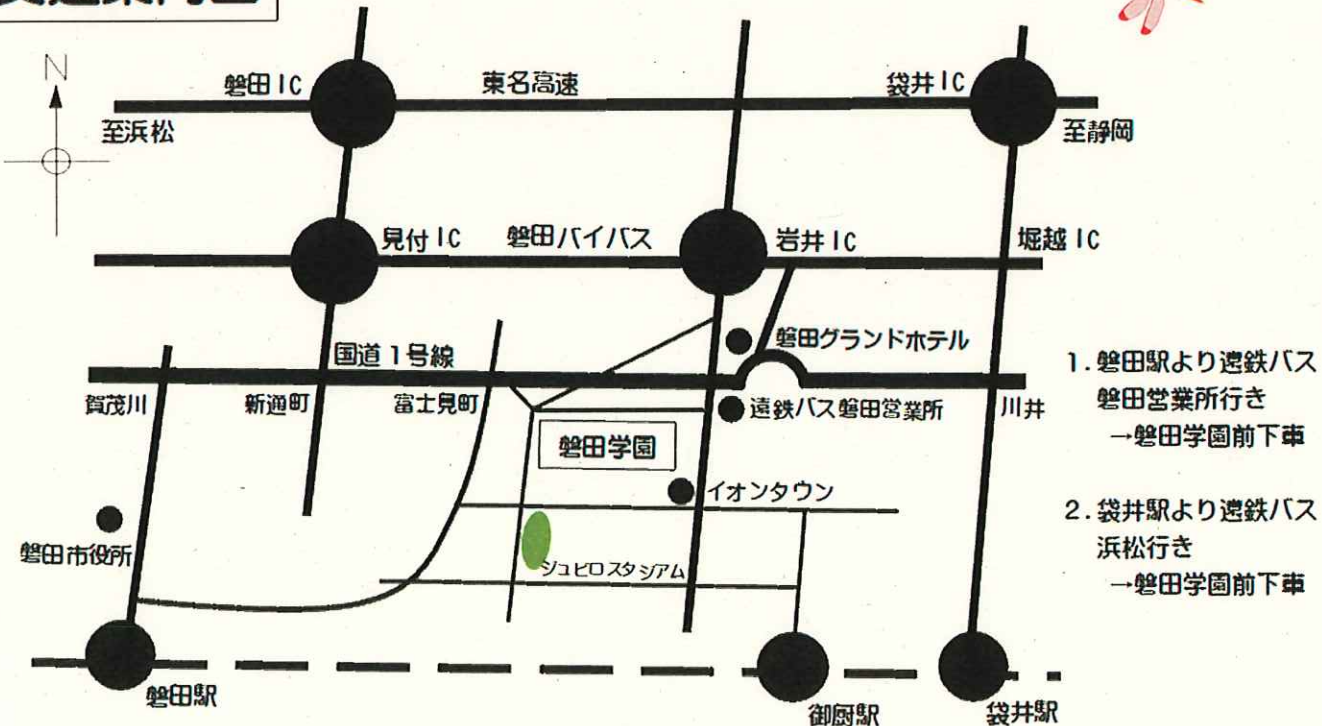 N
磐田IC
東名高速
袋井IC
至浜松
至静岡
見付IC
磐田バイパス
岩井IC
堀越IC
磐田グランドホテル
国道1号線
賀茂川
新通町
富士見町
遠鉄バス磐田営業所
川井
磐田学園
イオンタウン
磐田市役所
ジュビロスタジアム
磐田駅
御厨駅
袋井駅
1.磐田駅より遠鉄バス
磐田営業所行き
→磐田学園前下車
2.袋井駅より遠鉄バス
浜松行き
→磐田学園前下車